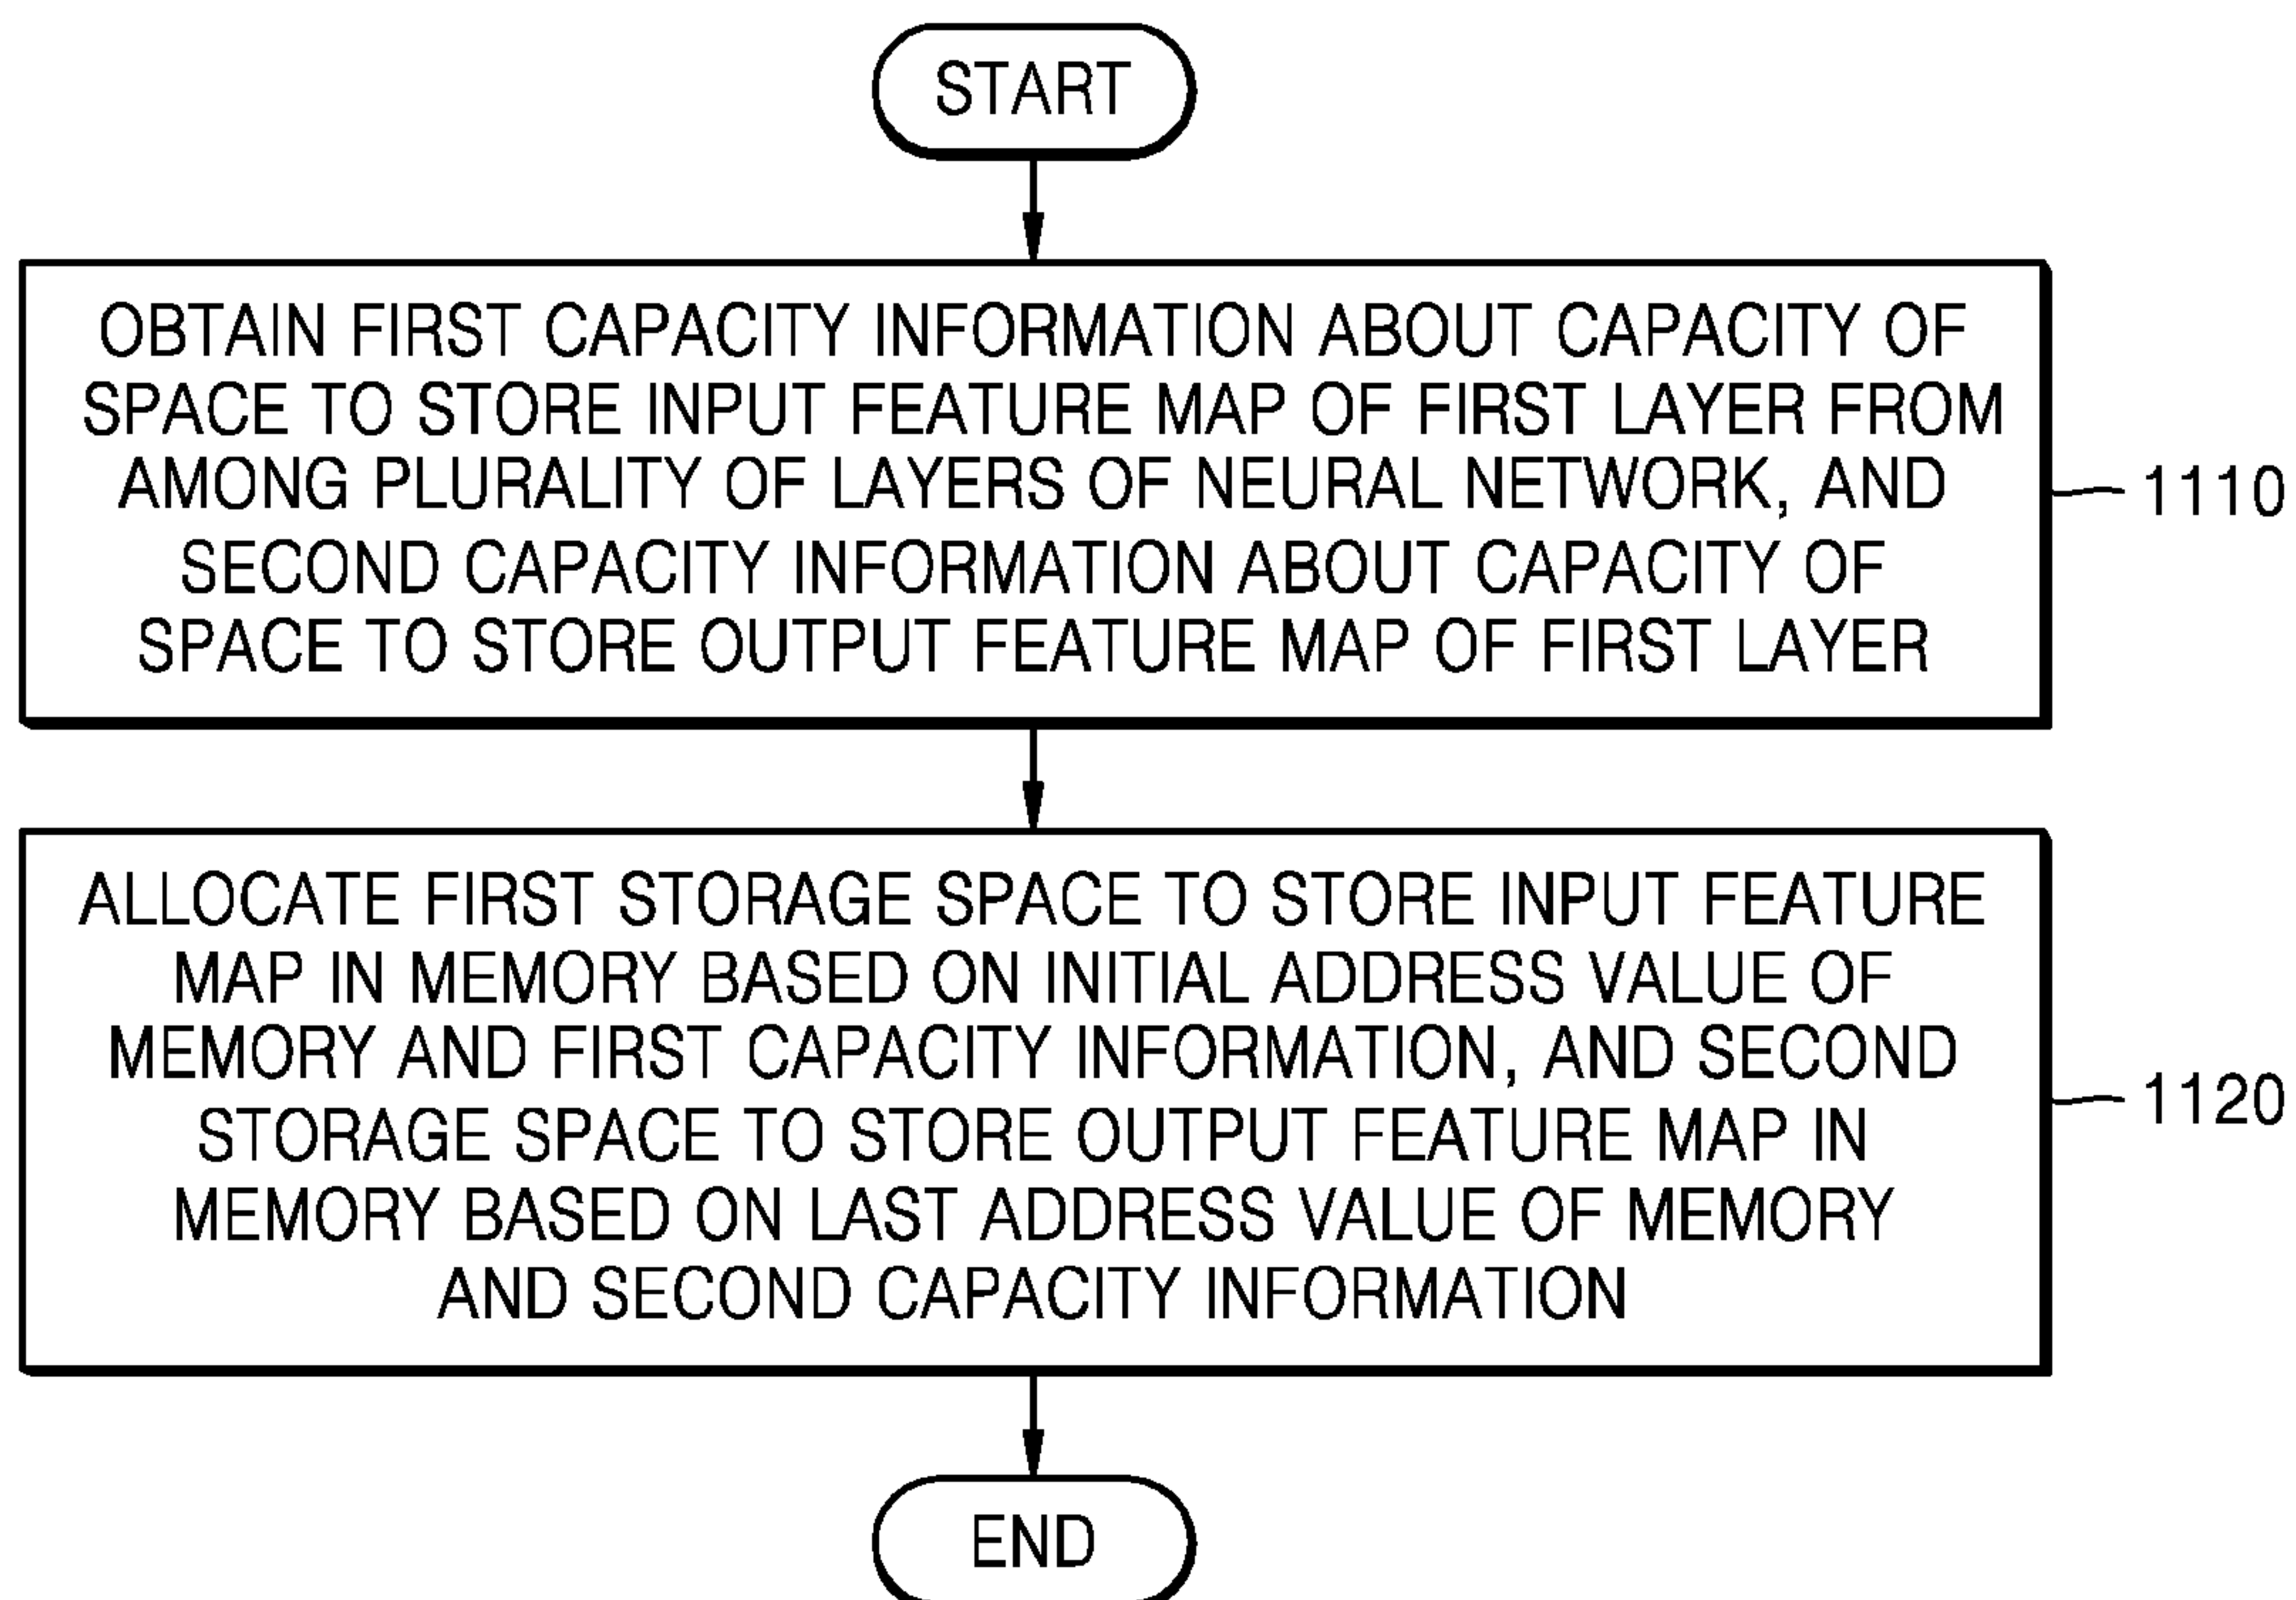 START
OBTAIN FIRST CAPACITY INFORMATION ABOUT CAPACITY OF
SPACE TO STORE INPUT FEATURE MAP OF FIRST LAYER FROM
AMONG PLURALITY OF LAYERS OF NEURAL NETWORK, AND
SECOND CAPACITY INFORMATION ABOUT CAPACITY OF
SPACE TO STORE OUTPUT FEATURE MAP OF FIRST LAYER
1110
ALLOCATE FIRST STORAGE SPACE TO STORE INPUT FEATURE
MAP IN MEMORY BASED ON INITIAL ADDRESS VALUE OF
MEMORY AND FIRST CAPACITY INFORMATION, AND SECOND
STORAGE SPACE TO STORE OUTPUT FEATURE MAP IN
MEMORY BASED ON LAST ADDRESS VALUE OF MEMORY
AND SECOND CAPACITY INFORMATION
1120
END